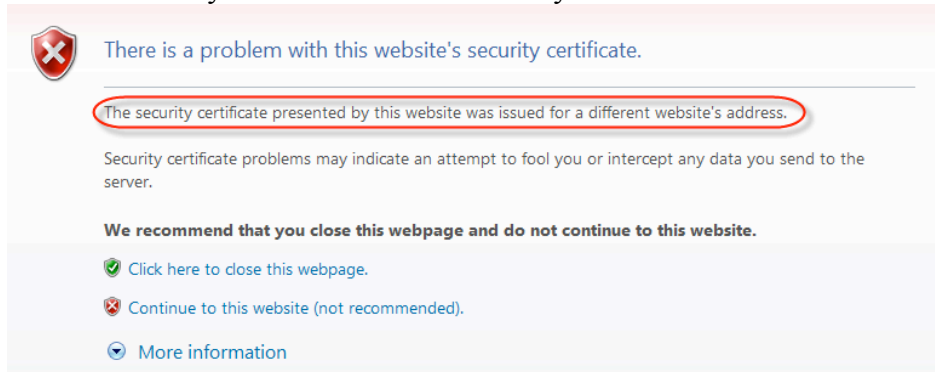 There is a problem with this website's security certificate.
The security certificate presented by this website was issued for a different website's address.
Security certificate problems may indicate an attempt to fool you or intercept any data you send to the
server.
We recommend that you close this webpage and do not continue to this website.
Click here to close this webpage.
Continue to this website (not recommended).
More information